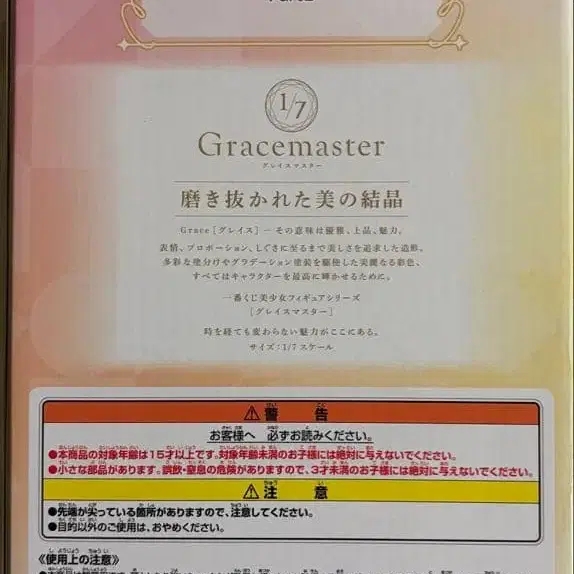 1/7
Gracemaster
グレイスマスター
磨き抜かれた美の結晶
Grace[グレイス]―その意味は優雅、上品、魅力。
表情、プロポーション、しぐさに至るまで美しさを追求した造形。
多彩な塗分けやグラデーション塗装を駆使した美麗なる彩色。
すべてはキャラクターを最高に輝かせるために。
一番くじ美少女フィギュアシリーズ
[グレイスマスター]
時を経ても変わらない魅力がここにある。
サイズ:1/7スケール
⚠警告
お客様へ 必ずお読みください。
●本商品の対象年齢は15才以上です。対象年齢未満のお子様には絶対に与えないでください。
●小さな部品があります。誤飲・窒息の危険がありますので、3才未満のお子様には絶対に与えないでください。
⚠注意
●先端が尖っている箇所がありますので、注意してください。
●目的以外のご使用は、おやめください。
《使用上の注意》